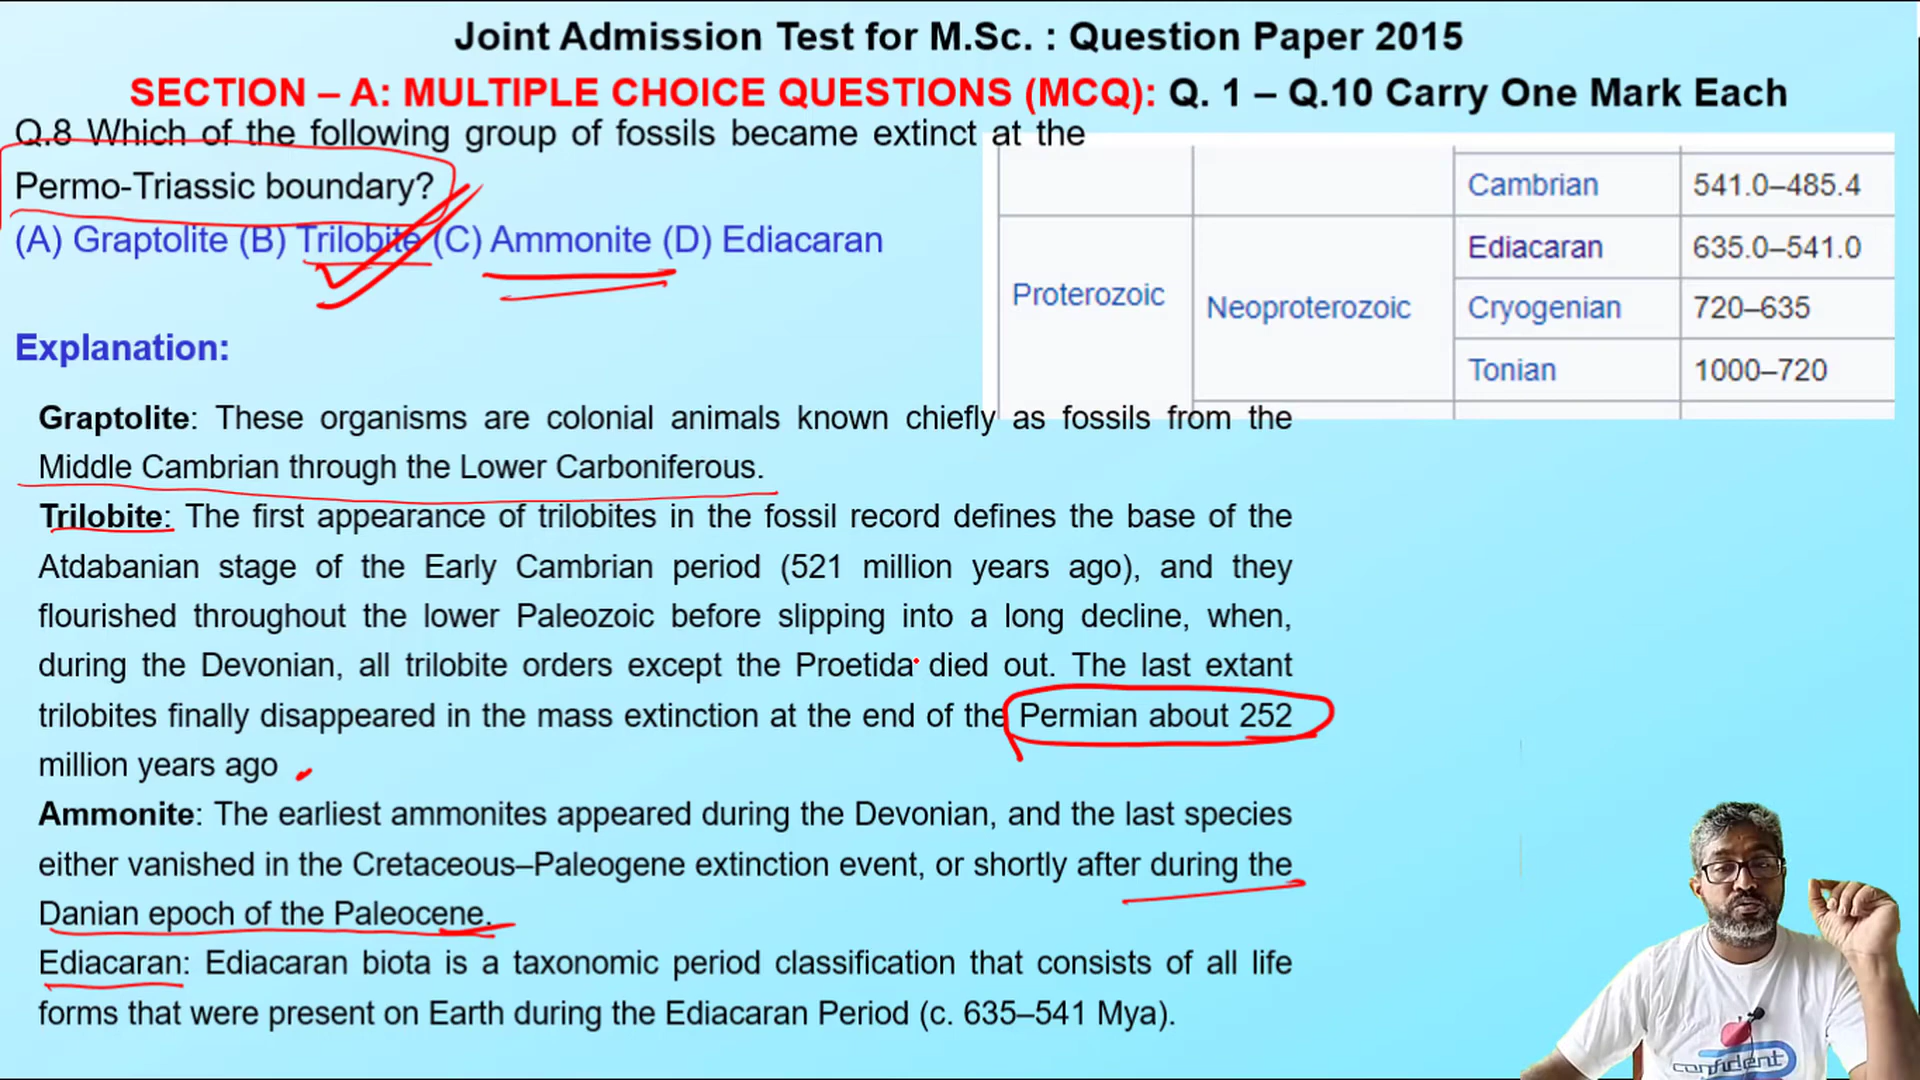 Joint Admission Test for M.Sc. : Question Paper 2015
SECTION – A: MULTIPLE CHOICE QUESTIONS (MCQ): Q. 1 – Q.10 Carry One Mark Each
Q.8 Which of the following group of fossils became extinct at the
Permo-Triassic boundary?
(A) Graptolite (B) Trilobite (C) Ammonite (D) Ediacaran
Cambrian 541.0–485.4
Ediacaran 635.0–541.0
Proterozoic Neoproterozoic
Cryogenian 720–635
Tonian 1000–720
Explanation:
Graptolite: These organisms are colonial animals known chiefly as fossils from the
Middle Cambrian through the Lower Carboniferous.
Trilobite: The first appearance of trilobites in the fossil record defines the base of the
Atdabanian stage of the Early Cambrian period (521 million years ago), and they
flourished throughout the lower Paleozoic before slipping into a long decline, when,
during the Devonian, all trilobite orders except the Proetida died out. The last extant
trilobites finally disappeared in the mass extinction at the end of the Permian about 252
million years ago
Ammonite: The earliest ammonites appeared during the Devonian, and the last species
either vanished in the Cretaceous–Paleogene extinction event, or shortly after during the
Danian epoch of the Paleocene.
Ediacaran: Ediacaran biota is a taxonomic period classification that consists of all life
forms that were present on Earth during the Ediacaran Period (c. 635–541 Mya).
confident